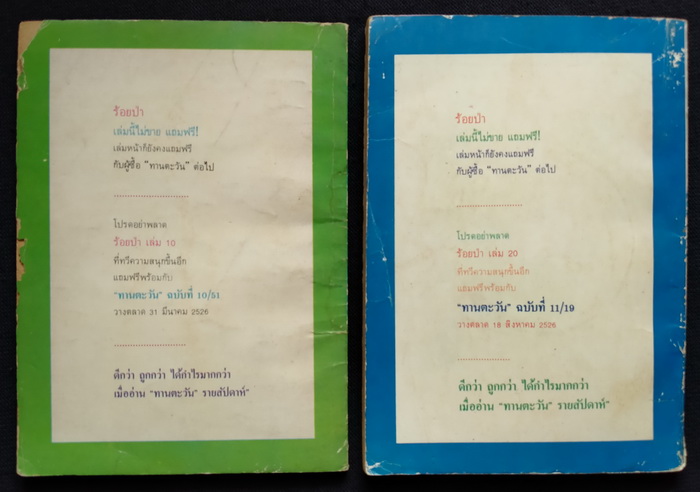 ร้อยป่า
เล่มนี้ไม่ขาย แถมฟรี!
เล่มหน้าก็ยังคงแถมฟรี
กับผู้ซื้อ "ทานตะวัน" ต่อไป
โปรดอย่าพลาด
ร้อยป่า เล่ม 10
ที่ทวีความสนุกขึ้นอีก
แถมฟรีพร้อมกับ
"ทานตะวัน" ฉบับที่ 10/51
วางตลาด 31 มีนาคม 2526
ดีกว่า ถูกกว่า ได้กำไรมากกว่า
เมื่ออ่าน "ทานตะวัน" รายสัปดาห์"
ร้อยป่า
เล่มนี้ไม่ขาย แถมฟรี!
เล่มหน้าก็ยังคงแถมฟรี
กับผู้ซื้อ "ทานตะวัน" ต่อไป
โปรดอย่าพลาด
ร้อยป่า เล่ม 20
ที่ทวีความสนุกขึ้นอีก
แถมฟรีพร้อมกับ
"ทานตะวัน" ฉบับที่ 11/19
วางตลาด 18 สิงหาคม 2526
ดีกว่า ถูกกว่า ได้กำไรมากกว่า
เมื่ออ่าน "ทานตะวัน" รายสัปดาห์"